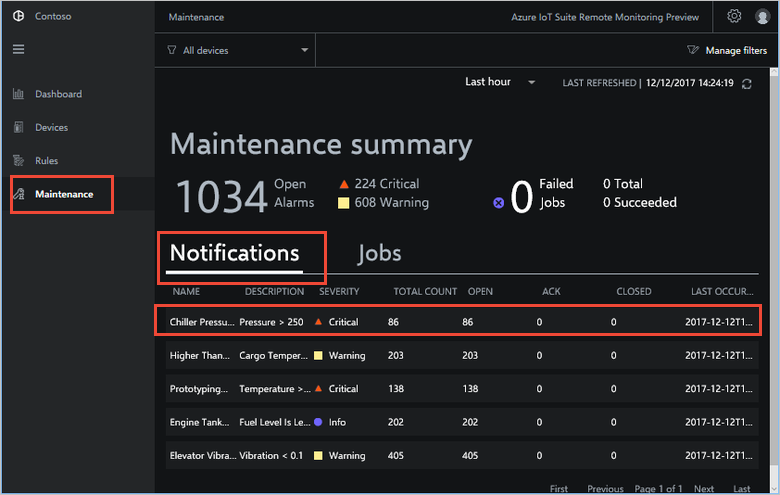 Contoso
Maintenance
Azure IoT Suite Remote Monitoring Preview
All devices
Manage filters
Dashboard
Devices
Rules
Maintenance
Last hour
LAST REFRESHED | 12/12/2017 14:24:19
Maintenance summary
1034 Open Alarms
224 Critical
608 Warning
0 Failed Jobs
0 Total
0 Succeeded
Notifications Jobs
NAME DESCRIPTION SEVERITY TOTAL COUNT OPEN ACK CLOSED LAST OCCUR...
Chiller Pressu... Pressure > 250 Critical 86 86 0 0 2017-12-12T1...
Higher Than... Cargo Temper... Warning 203 203 0 0 2017-12-12T1...
Prototyping... Temperature >... Critical 138 138 0 0 2017-12-12T1...
Engine Tank... Fuel Level Is Le... Info 202 202 0 0 2017-12-12T1...
Elevator Vibra... Vibration < 0.1 Warning 405 405 0 0 2017-12-12T1...
First Previous Page 1 of 1 Next Last